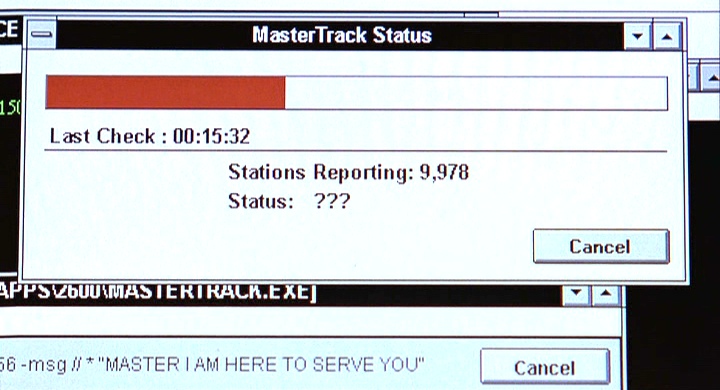 CE
MasterTrack Status
150
Last Check : 00:15:32
Stations Reporting: 9,978
Status: ???
Cancel
APPS\2600\MASTERTRACK.EXE]
56 -msg // * "MASTER I AM HERE TO SERVE YOU"
Cancel